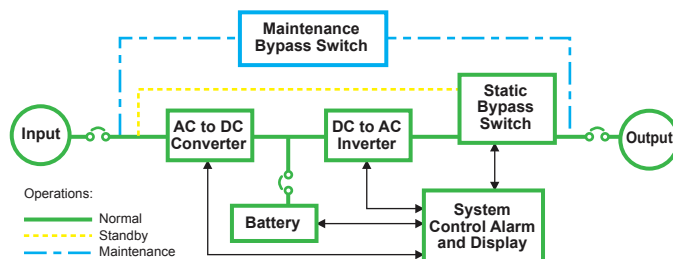 Maintenance
Bypass Switch
Static
Bypass
Switch
Input
AC to DC
Converter
DC to AC
Inverter
Output
Operations:
Normal
Standby
Maintenance
Battery
System
Control Alarm
and Display